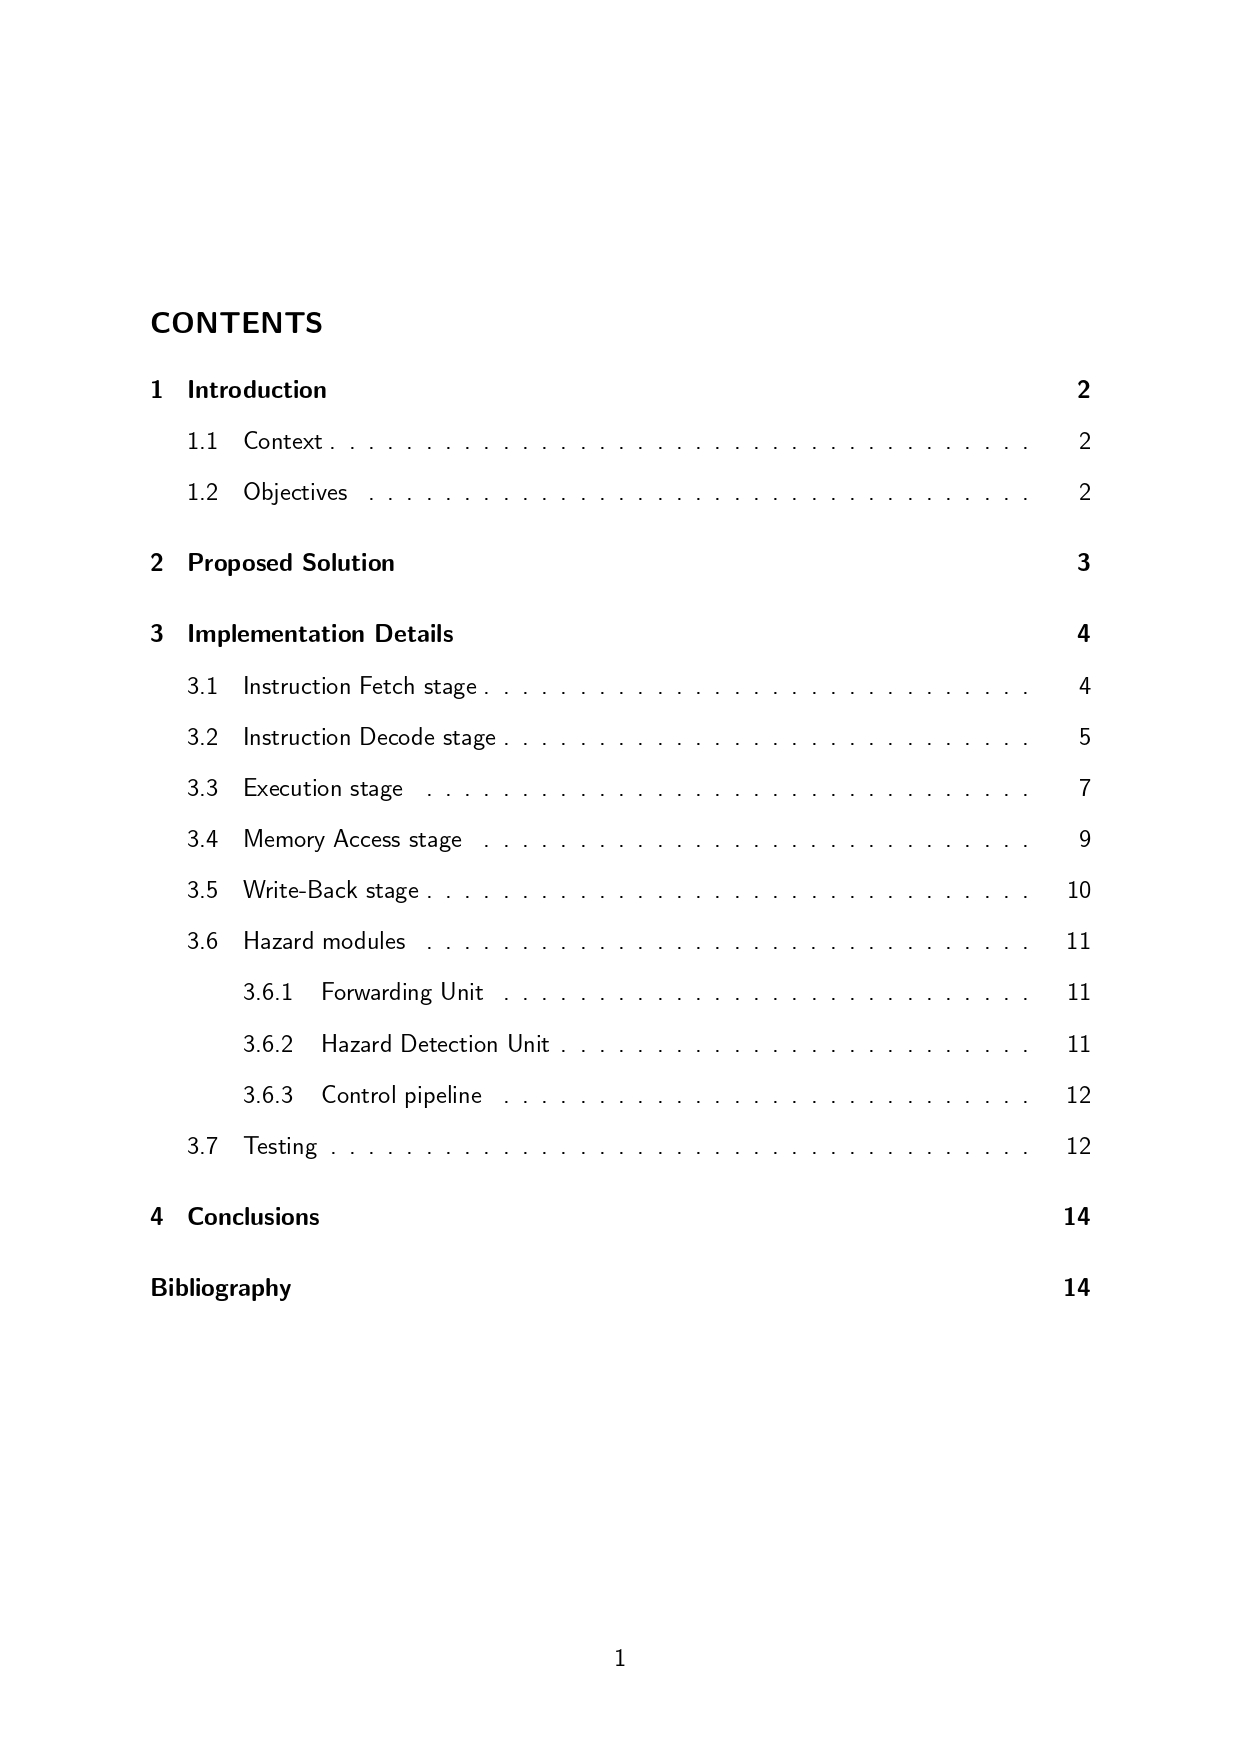 CONTENTS
1 Introduction 2
1.1 Context . . . . . . . . . . . . . . . . . . . . . . . . . . . . . . . . . . . . . 2
1.2 Objectives . . . . . . . . . . . . . . . . . . . . . . . . . . . . . . . . . . . 2
2 Proposed Solution 3
3 Implementation Details 4
3.1 Instruction Fetch stage . . . . . . . . . . . . . . . . . . . . . . . . . . . . . 4
3.2 Instruction Decode stage . . . . . . . . . . . . . . . . . . . . . . . . . . . . 5
3.3 Execution stage . . . . . . . . . . . . . . . . . . . . . . . . . . . . . . . . 7
3.4 Memory Access stage . . . . . . . . . . . . . . . . . . . . . . . . . . . . . 9
3.5 Write-Back stage . . . . . . . . . . . . . . . . . . . . . . . . . . . . . . . . 10
3.6 Hazard modules . . . . . . . . . . . . . . . . . . . . . . . . . . . . . . . . 11
3.6.1 Forwarding Unit . . . . . . . . . . . . . . . . . . . . . . . . . . . . 11
3.6.2 Hazard Detection Unit . . . . . . . . . . . . . . . . . . . . . . . . . 11
3.6.3 Control pipeline . . . . . . . . . . . . . . . . . . . . . . . . . . . . 12
3.7 Testing . . . . . . . . . . . . . . . . . . . . . . . . . . . . . . . . . . . . . 12
4 Conclusions 14
Bibliography 14
1